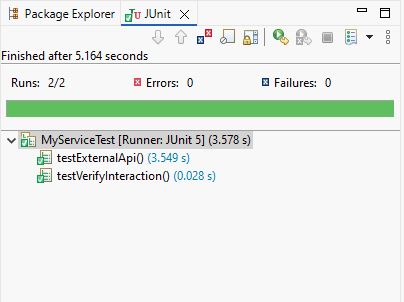 Package Explorer JUnit
Finished after 5.164 seconds
Runs: 2/2 Errors: 0 Failures: 0
MyServiceTest [Runner: JUnit 5] (3.578 s)
testExternalApi() (3.549 s)
testVerifyInteraction() (0.028 s)